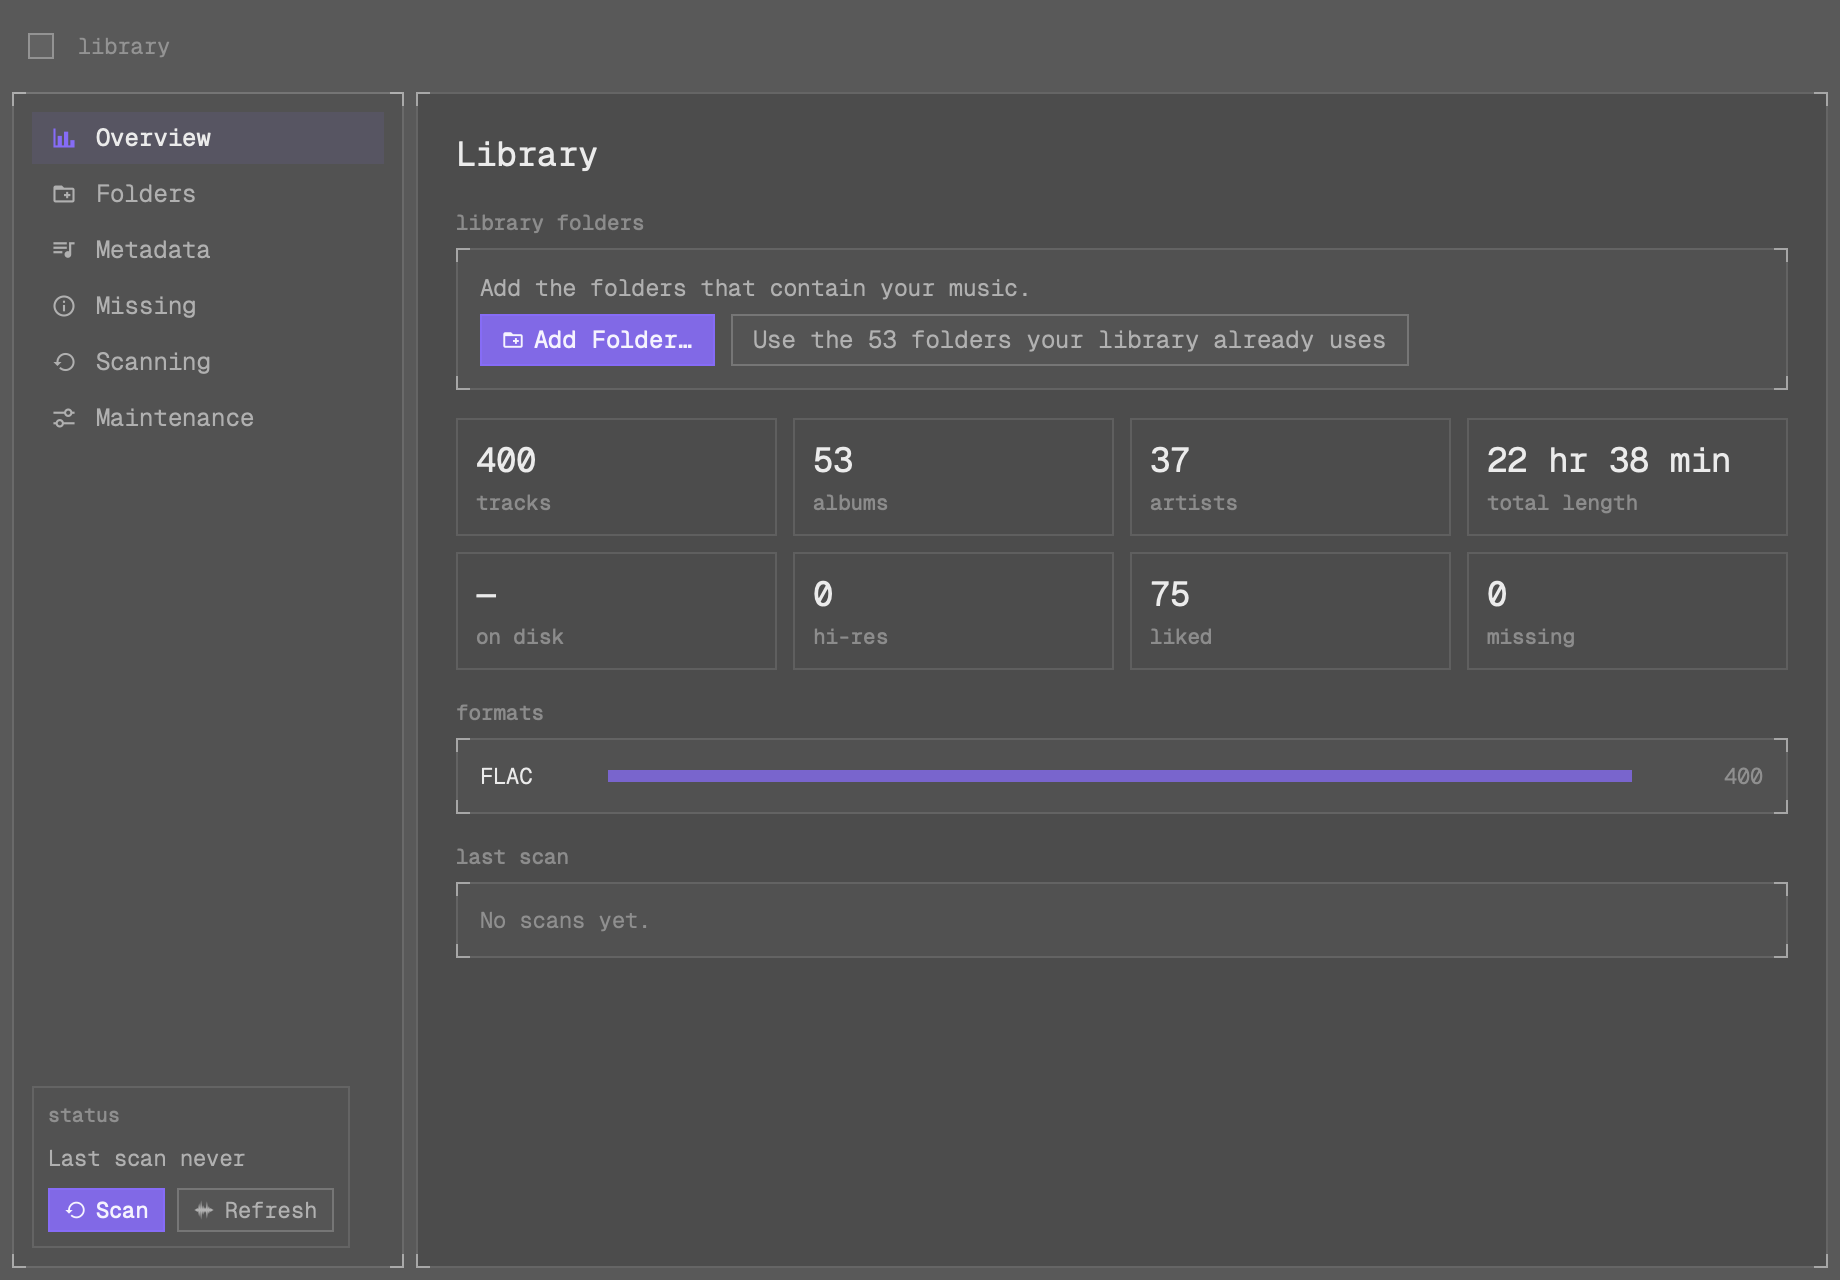 library
Overview
Folders
Metadata
Missing
Scanning
Maintenance
status
Last scan never
Scan
Refresh
Library
library folders
Add the folders that contain your music.
Add Folder…
Use the 53 folders your library already uses
400
tracks
53
albums
37
artists
22 hr 38 min
total length
—
on disk
0
hi-res
75
liked
0
missing
formats
FLAC
400
last scan
No scans yet.